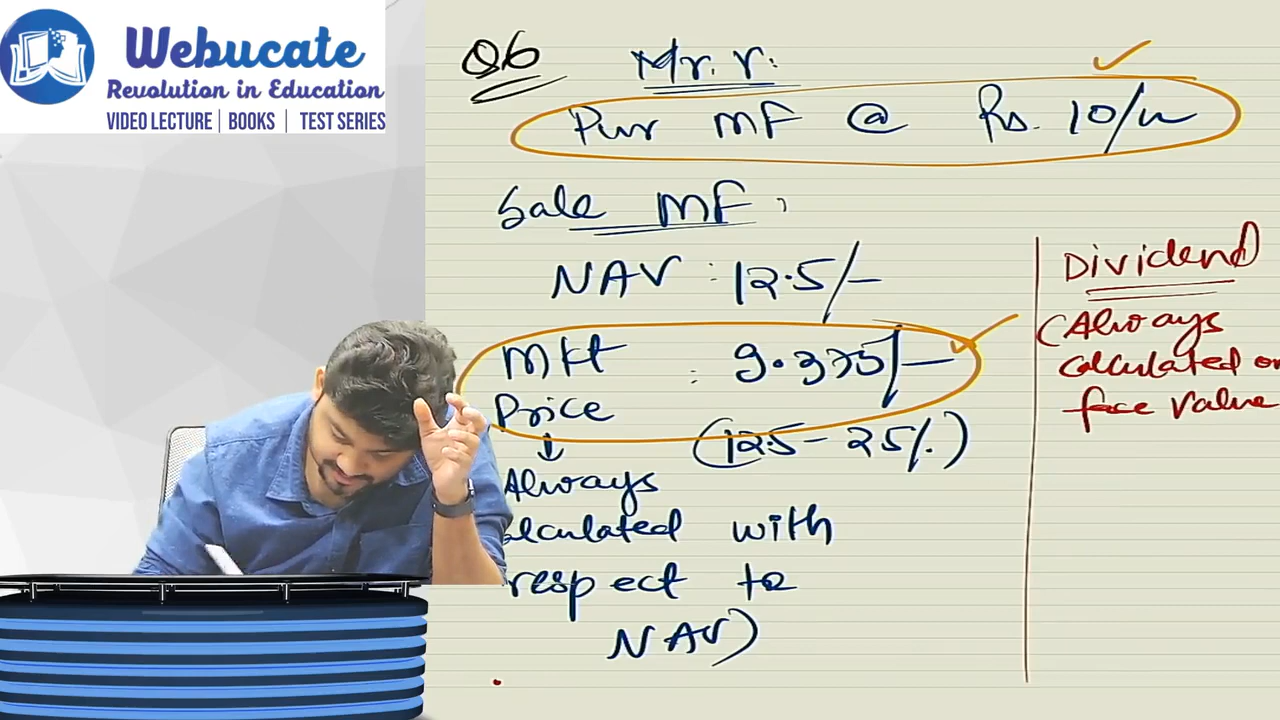 Webucate
Revolution in Education
VIDEO LECTURE | BOOKS | TEST SERIES
Q6
Mr. r:
Pur MF @ Rs. 10/u
Sale MF:
NAV : 12.5/-
Mkt : 9.375/-
Price
(12.5 - 25%)
Always
alculated with
respect to
NAV)
Dividend
(Always
calculated on
face value